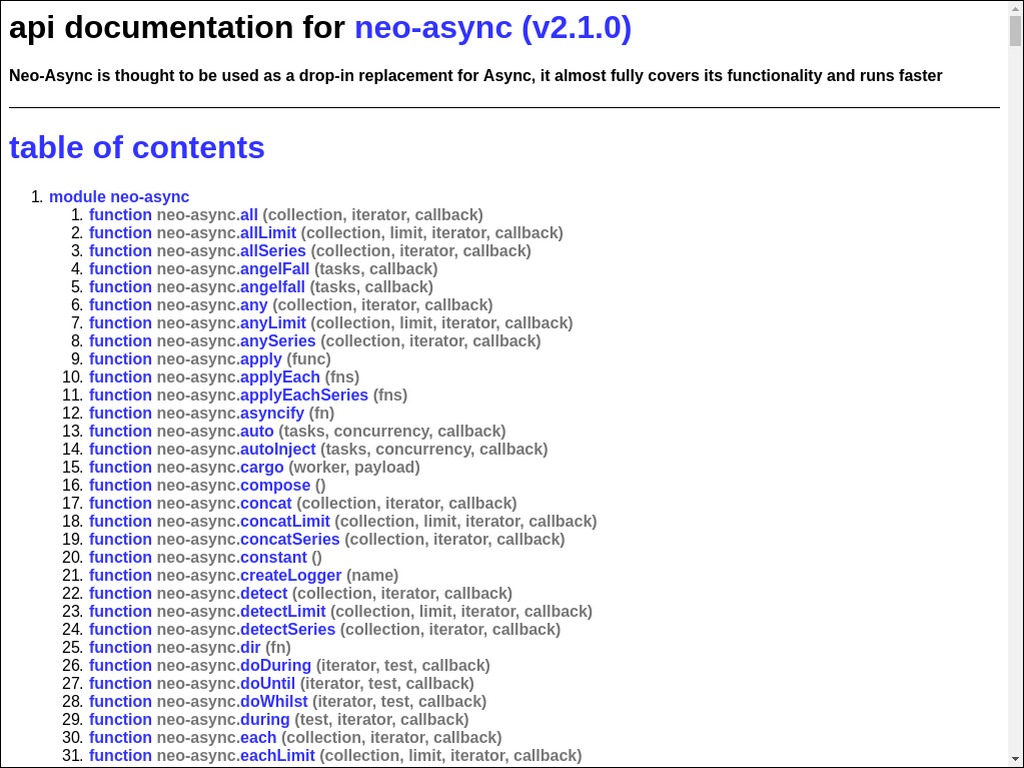 api documentation for neo-async (v2.1.0)
Neo-Async is thought to be used as a drop-in replacement for Async, it almost fully covers its functionality and runs faster
table of contents
1. module neo-async
1. function neo-async.all (collection, iterator, callback)
2. function neo-async.allLimit (collection, limit, iterator, callback)
3. function neo-async.allSeries (collection, iterator, callback)
4. function neo-async.angelFall (tasks, callback)
5. function neo-async.angelfall (tasks, callback)
6. function neo-async.any (collection, iterator, callback)
7. function neo-async.anyLimit (collection, limit, iterator, callback)
8. function neo-async.anySeries (collection, iterator, callback)
9. function neo-async.apply (func)
10. function neo-async.applyEach (fns)
11. function neo-async.applyEachSeries (fns)
12. function neo-async.asyncify (fn)
13. function neo-async.auto (tasks, concurrency, callback)
14. function neo-async.autoInject (tasks, concurrency, callback)
15. function neo-async.cargo (worker, payload)
16. function neo-async.compose ()
17. function neo-async.concat (collection, iterator, callback)
18. function neo-async.concatLimit (collection, limit, iterator, callback)
19. function neo-async.concatSeries (collection, iterator, callback)
20. function neo-async.constant ()
21. function neo-async.createLogger (name)
22. function neo-async.detect (collection, iterator, callback)
23. function neo-async.detectLimit (collection, limit, iterator, callback)
24. function neo-async.detectSeries (collection, iterator, callback)
25. function neo-async.dir (fn)
26. function neo-async.doDuring (iterator, test, callback)
27. function neo-async.doUntil (iterator, test, callback)
28. function neo-async.doWhilst (iterator, test, callback)
29. function neo-async.during (test, iterator, callback)
30. function neo-async.each (collection, iterator, callback)
31. function neo-async.eachLimit (collection, limit, iterator, callback)